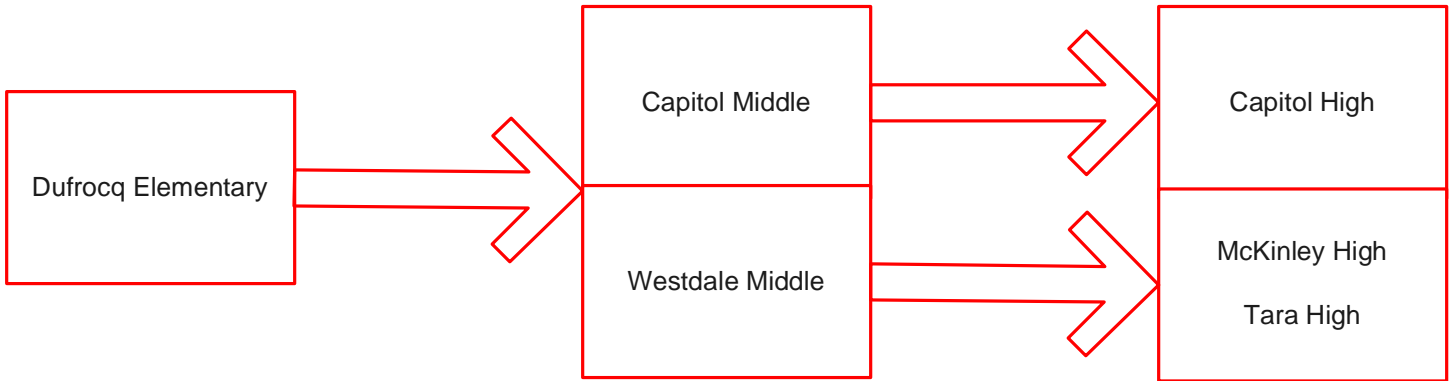 Dufrocq Elementary
Capitol Middle
Westdale Middle
Capitol High
McKinley High
Tara High